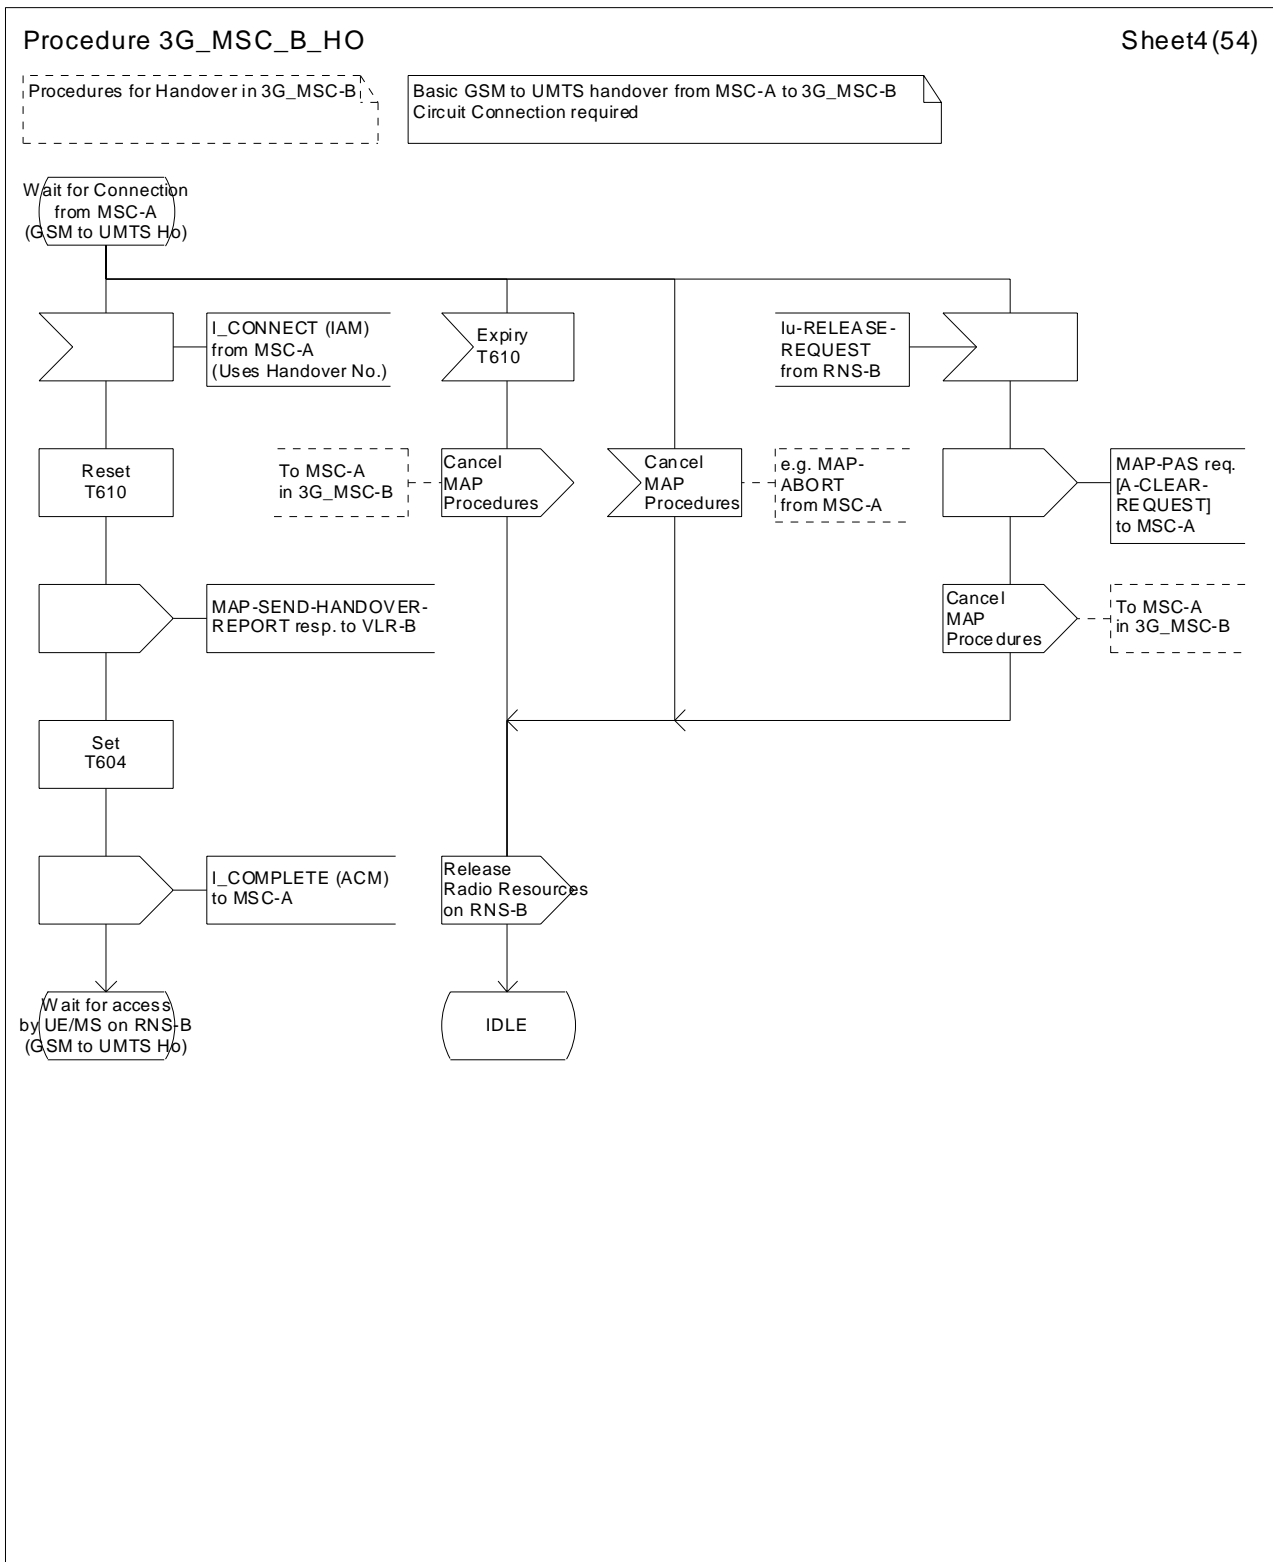 Procedure 3G_MSC_B_HO
Sheet4(54)
Procedures for Handover in 3G_MSC-B
Basic GSM to UMTS handover from MSC-A to 3G_MSC-B
Circuit Connection required
Wait for Connection
from MSC-A
(GSM to UMTS Ho)
I_CONNECT (IAM)
from MSC-A
(Uses Handover No.)
Expiry
T610
Iu-RELEASE-
REQUEST
from RNS-B
Reset
T610
To MSC-A
in 3G_MSC-B
Cancel
MAP
Procedures
Cancel
MAP
Procedures
e.g. MAP-
ABORT
from MSC-A
MAP-PAS req.
[A-CLEAR-
REQUEST]
to MSC-A
MAP-SEND-HANDOVER-
REPORT resp. to VLR-B
Cancel
MAP
Procedures
To MSC-A
in 3G_MSC-B
Set
T604
I_COMPLETE (ACM)
to MSC-A
Release
Radio Resources
on RNS-B
Wait for access
by UE/MS on RNS-B
(GSM to UMTS Ho)
IDLE